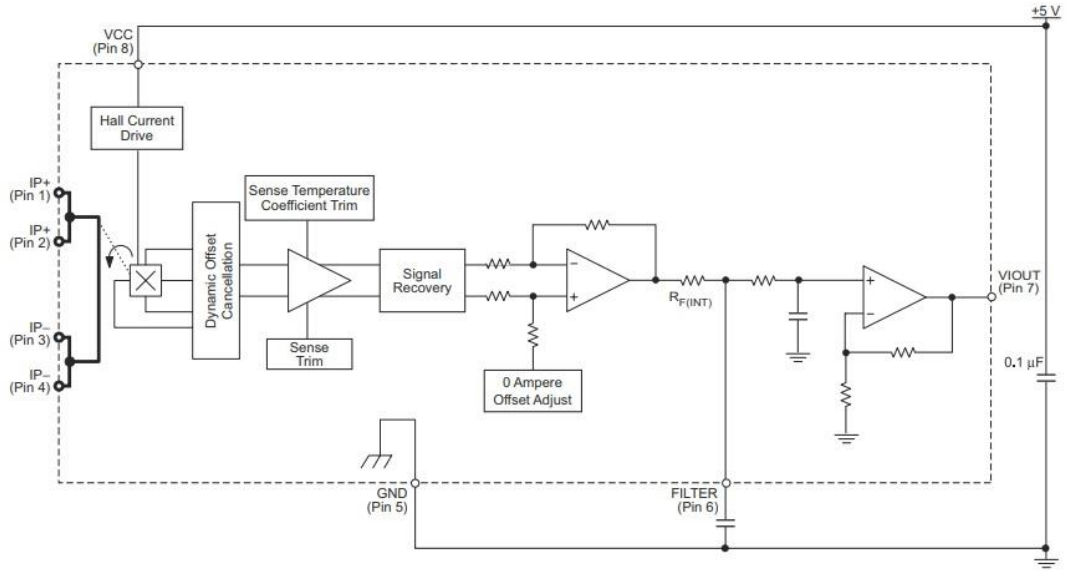 +5 V
VCC
(Pin 8)
Hall Current
Drive
IP+
(Pin 1)
IP+
(Pin 2)
IP–
(Pin 3)
IP–
(Pin 4)
Dynamic Offset
Cancellation
Sense Temperature
Coefficient Trim
Sense
Trim
Signal
Recovery
0 Ampere
Offset Adjust
–
+
RF(INT)
+
–
VIOUT
(Pin 7)
0.1 µF
GND
(Pin 5)
FILTER
(Pin 6)